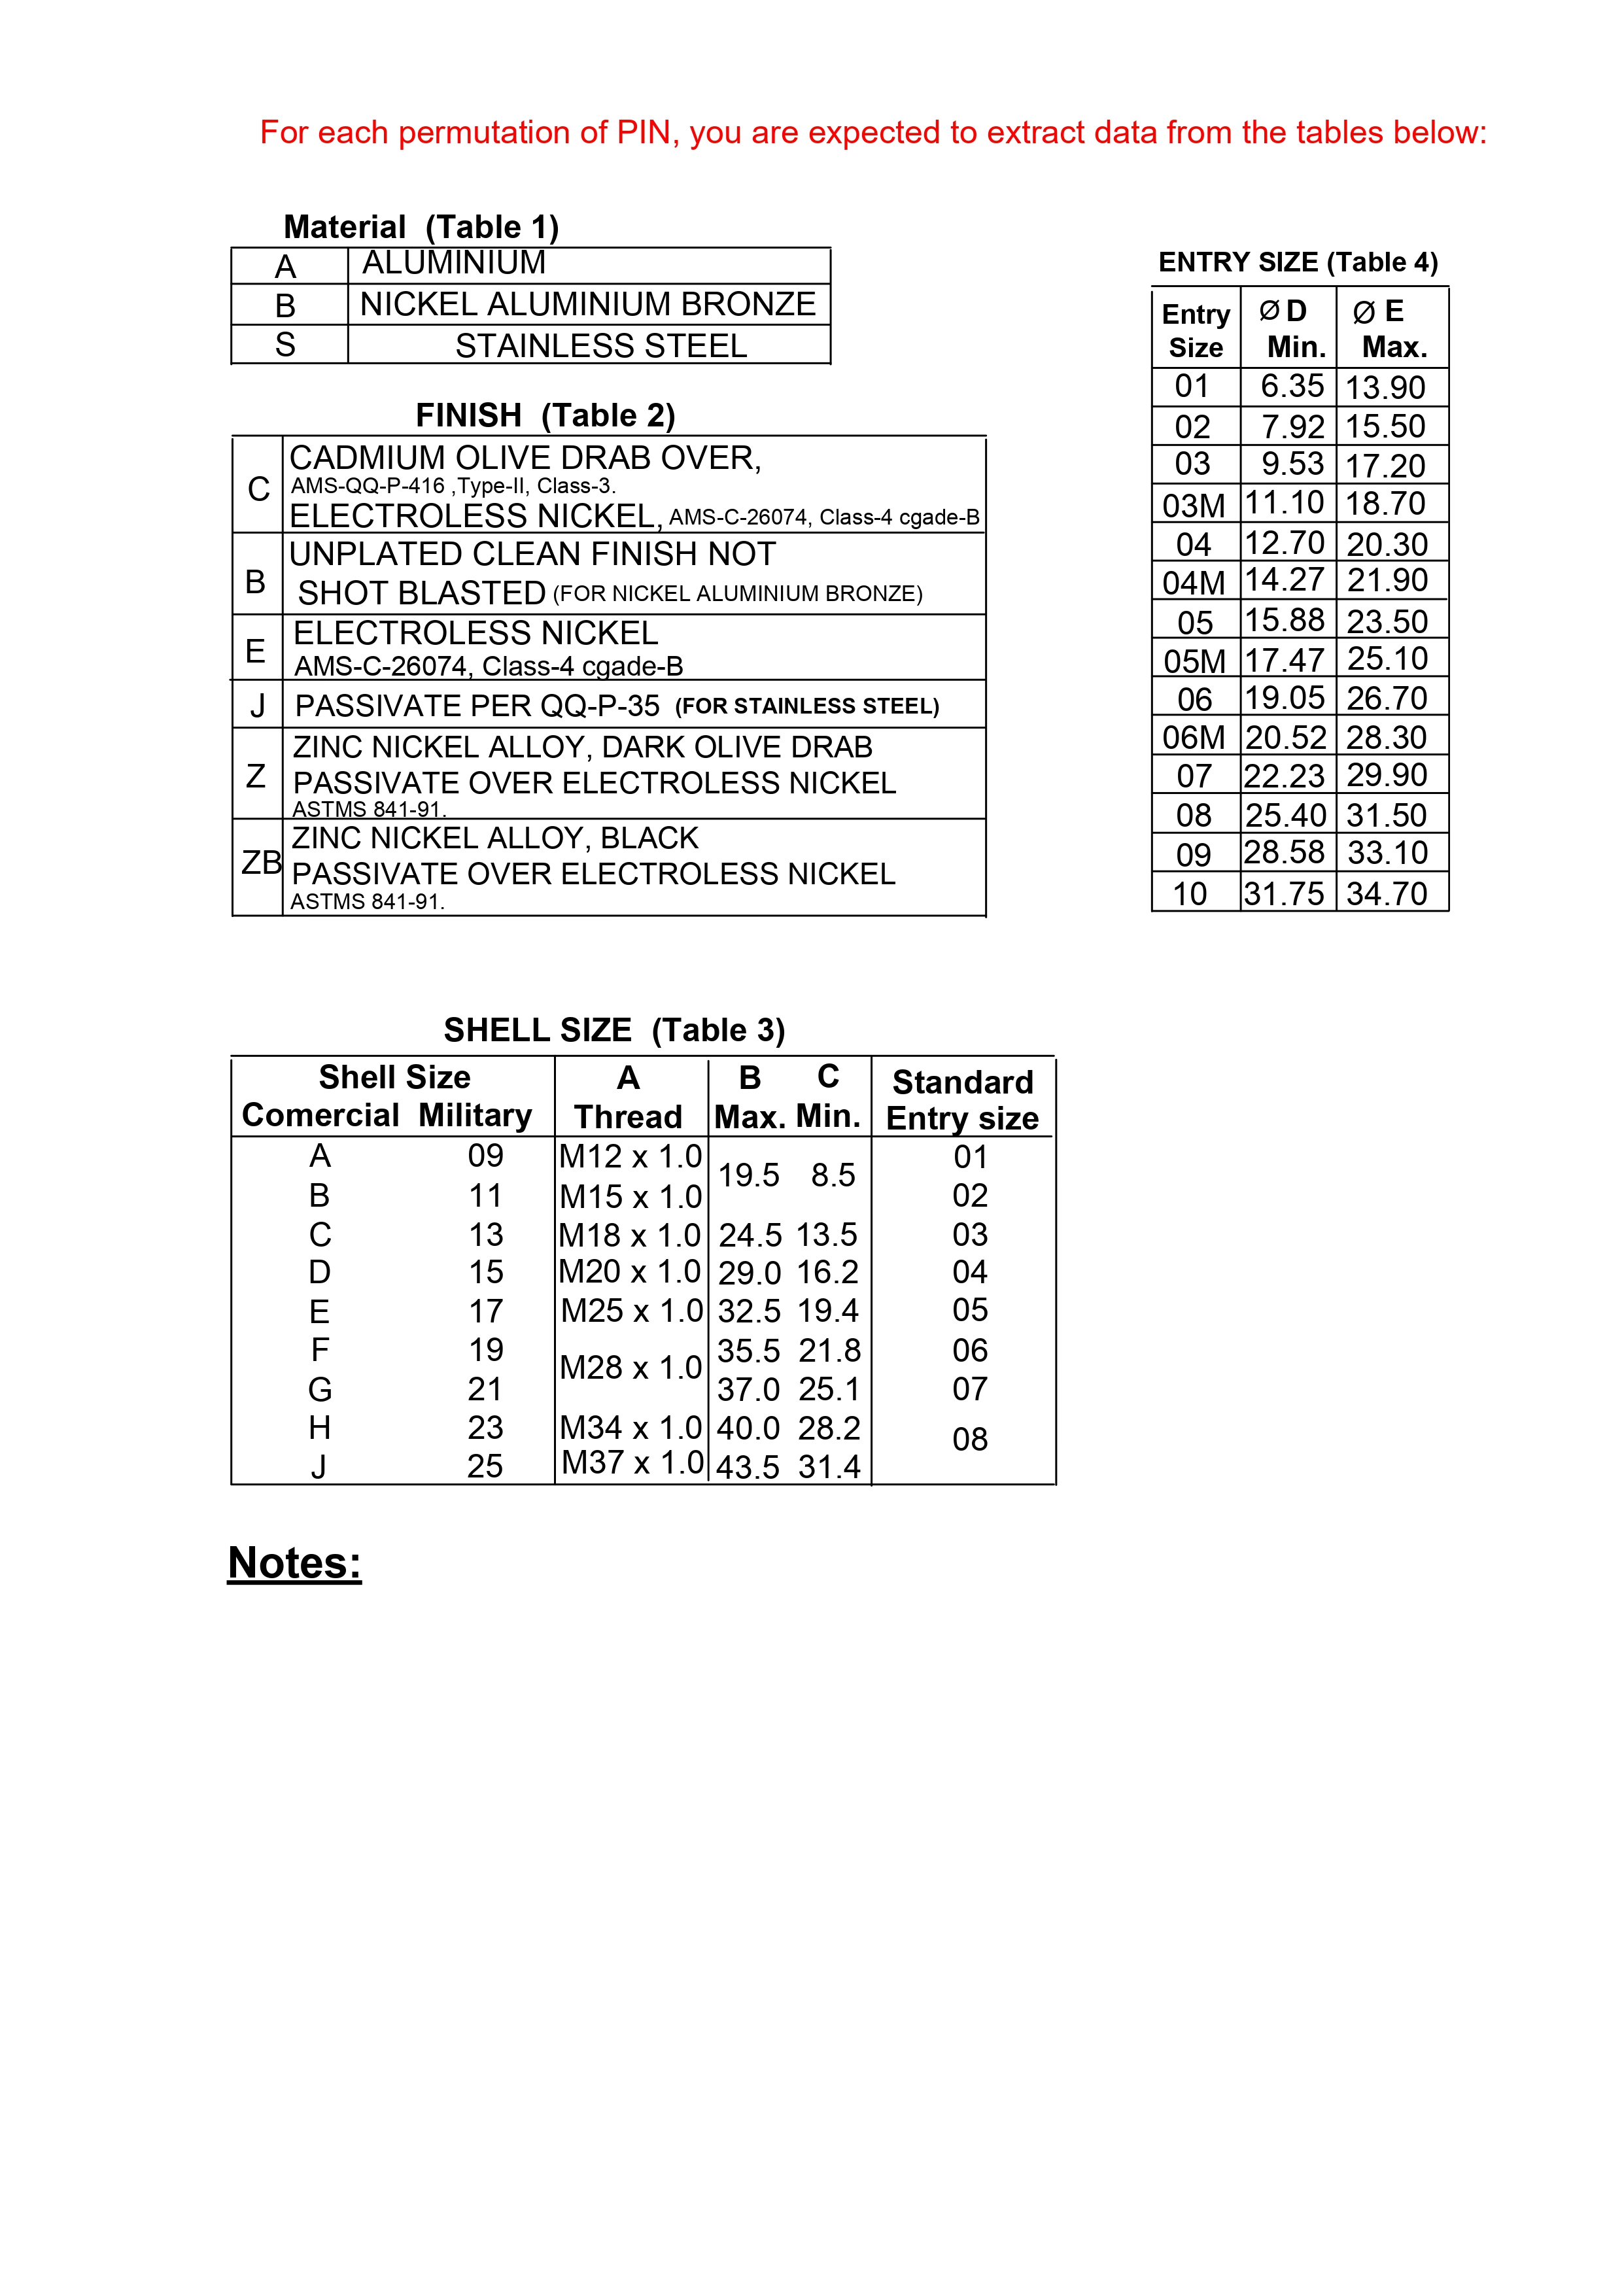 For each permutation of PIN, you are expected to extract data from the tables below:
Material (Table 1)
A ALUMINIUM
B NICKEL ALUMINIUM BRONZE
S STAINLESS STEEL
FINISH (Table 2)
C CADMIUM OLIVE DRAB OVER,
AMS-QQ-P-416 ,Type-II, Class-3.
ELECTROLESS NICKEL, AMS-C-26074, Class-4 cgade-B
B UNPLATED CLEAN FINISH NOT
SHOT BLASTED (FOR NICKEL ALUMINIUM BRONZE)
E ELECTROLESS NICKEL
AMS-C-26074, Class-4 cgade-B
J PASSIVATE PER QQ-P-35 (FOR STAINLESS STEEL)
Z ZINC NICKEL ALLOY, DARK OLIVE DRAB
PASSIVATE OVER ELECTROLESS NICKEL
ASTMS 841-91.
ZB ZINC NICKEL ALLOY, BLACK
PASSIVATE OVER ELECTROLESS NICKEL
ASTMS 841-91.
ENTRY SIZE (Table 4)
Entry Ø D Ø E
Size Min. Max.
01 6.35 13.90
02 7.92 15.50
03 9.53 17.20
03M 11.10 18.70
04 12.70 20.30
04M 14.27 21.90
05 15.88 23.50
05M 17.47 25.10
06 19.05 26.70
06M 20.52 28.30
07 22.23 29.90
08 25.40 31.50
09 28.58 33.10
10 31.75 34.70
SHELL SIZE (Table 3)
Shell Size A B C Standard
Comercial Military Thread Max. Min. Entry size
A 09 M12 x 1.0 19.5 8.5 01
B 11 M15 x 1.0 02
C 13 M18 x 1.0 24.5 13.5 03
D 15 M20 x 1.0 29.0 16.2 04
E 17 M25 x 1.0 32.5 19.4 05
F 19 M28 x 1.0 35.5 21.8 06
G 21 37.0 25.1 07
H 23 M34 x 1.0 40.0 28.2 08
J 25 M37 x 1.0 43.5 31.4
Notes: